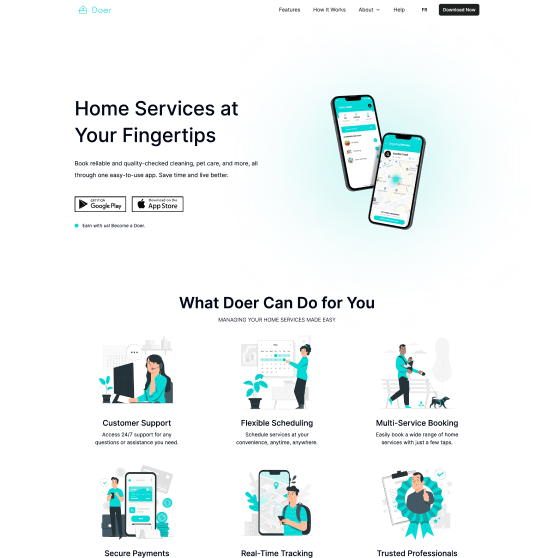 Doer
Features How It Works About Help FR Download Now
Home Services at
Your Fingertips
Book reliable and quality-checked cleaning, pet care, and more, all
through one easy-to-use app. Save time and live better.
GET IT ON
Google Play
Download on the
App Store
Earn with us! Become a Doer.
What Doer Can Do for You
MANAGING YOUR HOME SERVICES MADE EASY
Customer Support
Access 24/7 support for any
questions or assistance you need.
Flexible Scheduling
Schedule services at your
convenience, anytime, anywhere.
Multi-Service Booking
Easily book a wide range of home
services with just a few taps.
Secure Payments
Real-Time Tracking
Trusted Professionals